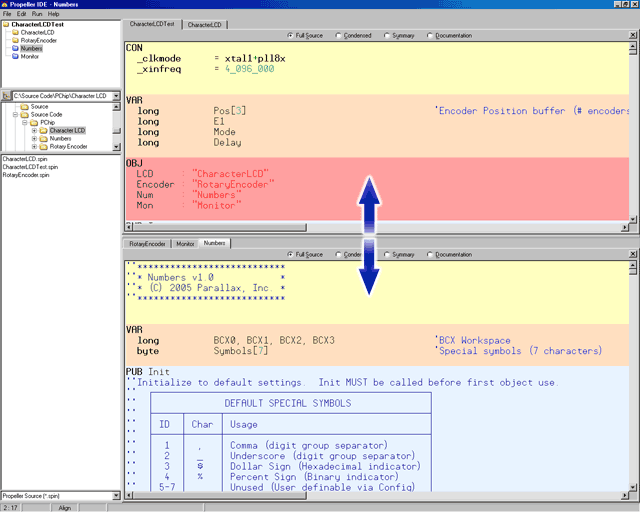 Propeller IDE - Numbers
File Edit Run Help
CharacterLCDTest
CharacterLCD
RotaryEncoder
Numbers
Monitor
C:\Source Code\PChip\Character LCD
Source
Source Code
PChip
Character LCD
Numbers
Rotary Encoder
CharacterLCD.spin
CharacterLCDTest.spin
RotaryEncoder.spin
Propeller Source (*.spin)
CharacterLCDTest CharacterLCD
Full Source Condensed Summary Documentation
CON
_clkmode = xtal1+pll8x
_xinfreq = 4_096_000
VAR
long Pos[3] 'Encoder Position buffer (# encoders
long E1
long Mode
long Delay
OBJ
LCD : "CharacterLCD"
Encoder : "RotaryEncoder"
Num : "Numbers"
Mon : "Monitor"
RotaryEncoder Monitor Numbers
Full Source Summary Documentation
''****************************
''* Numbers v1.0 *
''* (C) 2005 Parallax, Inc. *
''****************************
VAR
long BCX0, BCX1, BCX2, BCX3 'BCX Workspace
byte Symbols[7] 'Special symbols (7 characters)
PUB Init
''Initialize to default settings. Init MUST be called before first object use.
''
'' DEFAULT SPECIAL SYMBOLS
''
'' ID Char Usage
''
'' 1 , Comma (digit group separator)
'' 2 _ Underscore (digit group separator)
'' 3 $ Dollar Sign (Hexadecimal indicator)
'' 4 % Percent Sign (Binary indicator)
'' 5-7 Unused (User definable via Config)
2 : 17 Align